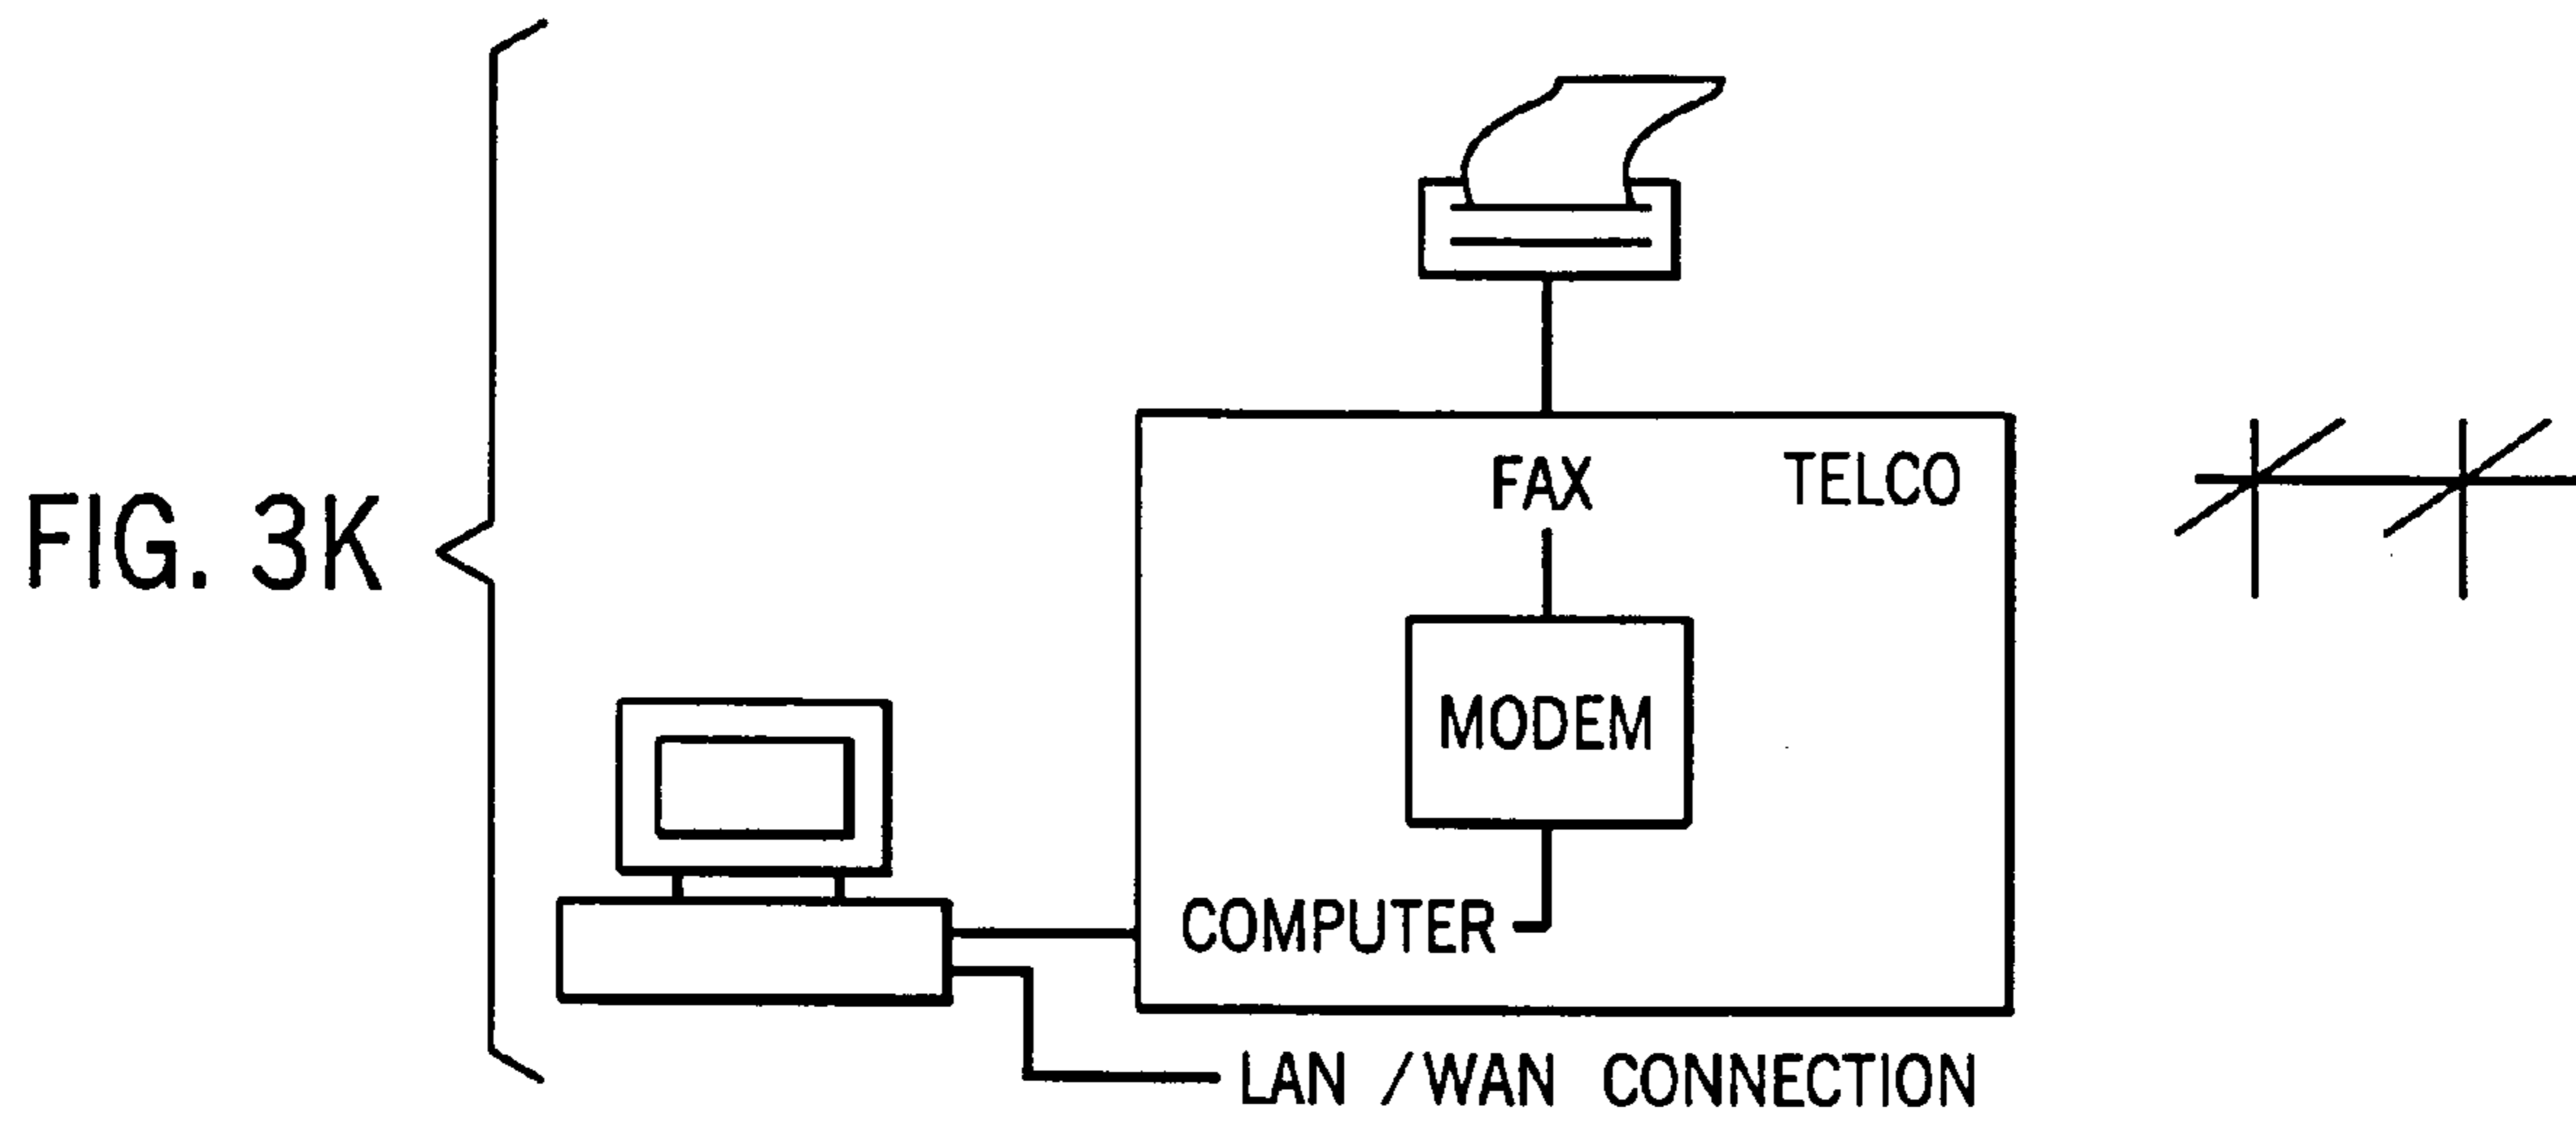 FIG. 3K
FAX
TELCO
MODEM
COMPUTER
LAN / WAN CONNECTION